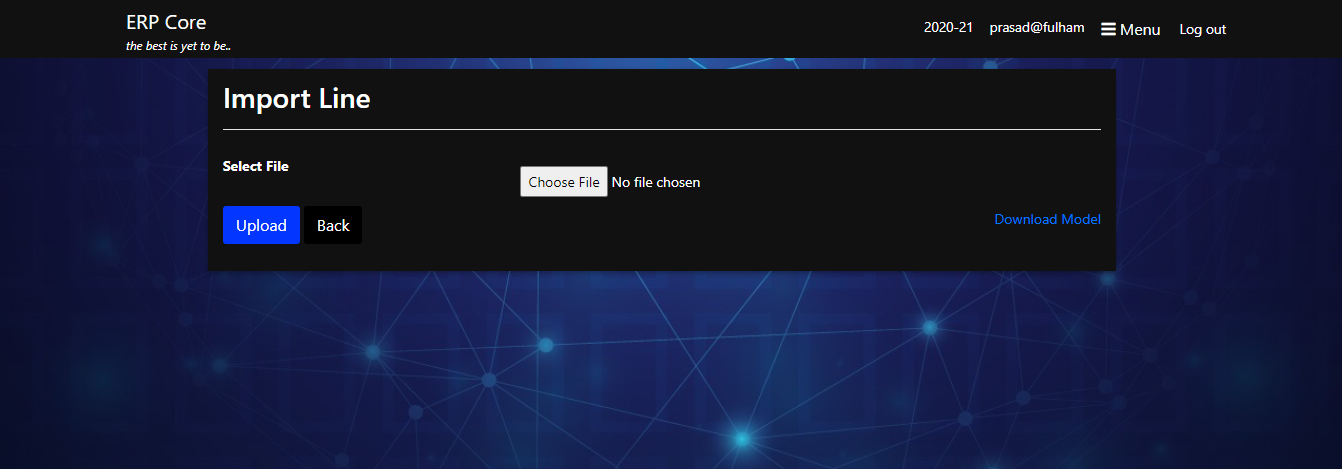 ERP Core
the best is yet to be..
2020-21 prasad@fulham Menu Log out
Import Line
Select File
Choose File No file chosen
Upload Back
Download Model